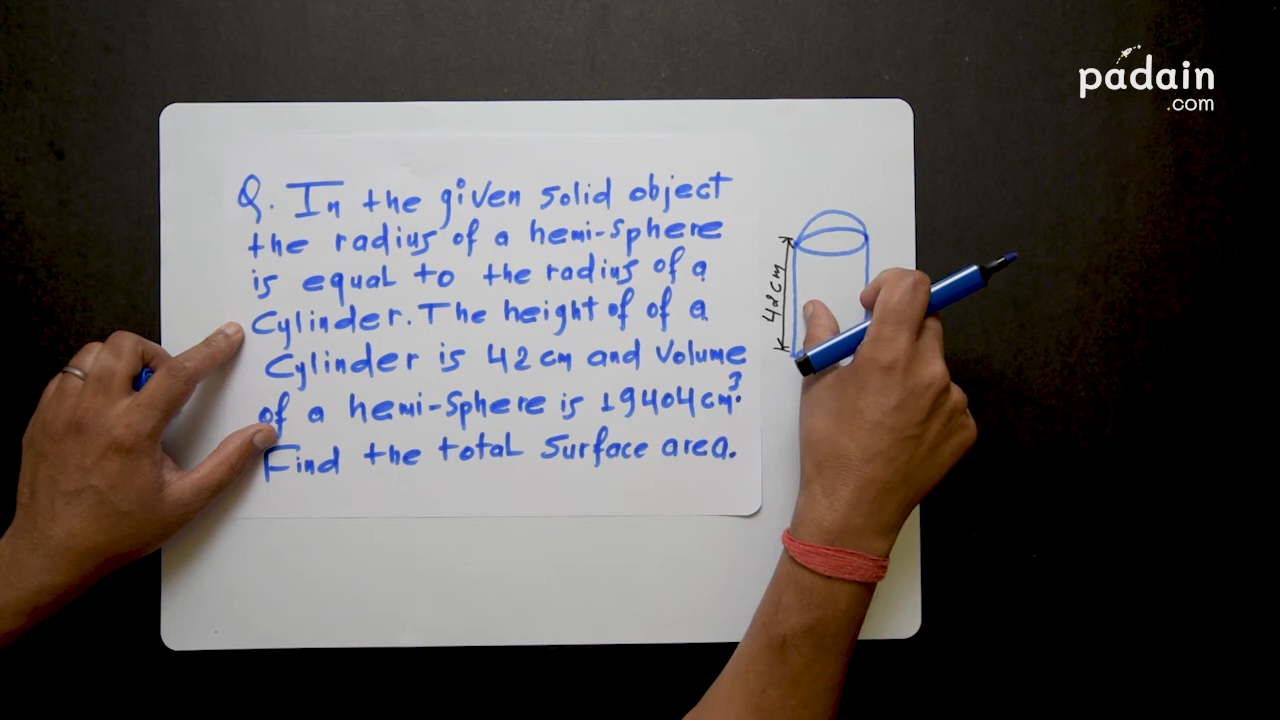 padain
.com
Q. In the given solid object
the radius of a hemi-sphere
is equal to the radius of a
Cylinder. The height of of a
Cylinder is 42 cm and volume
of a hemi-sphere is 19404 cm³.
Find the total surface area.
42cm